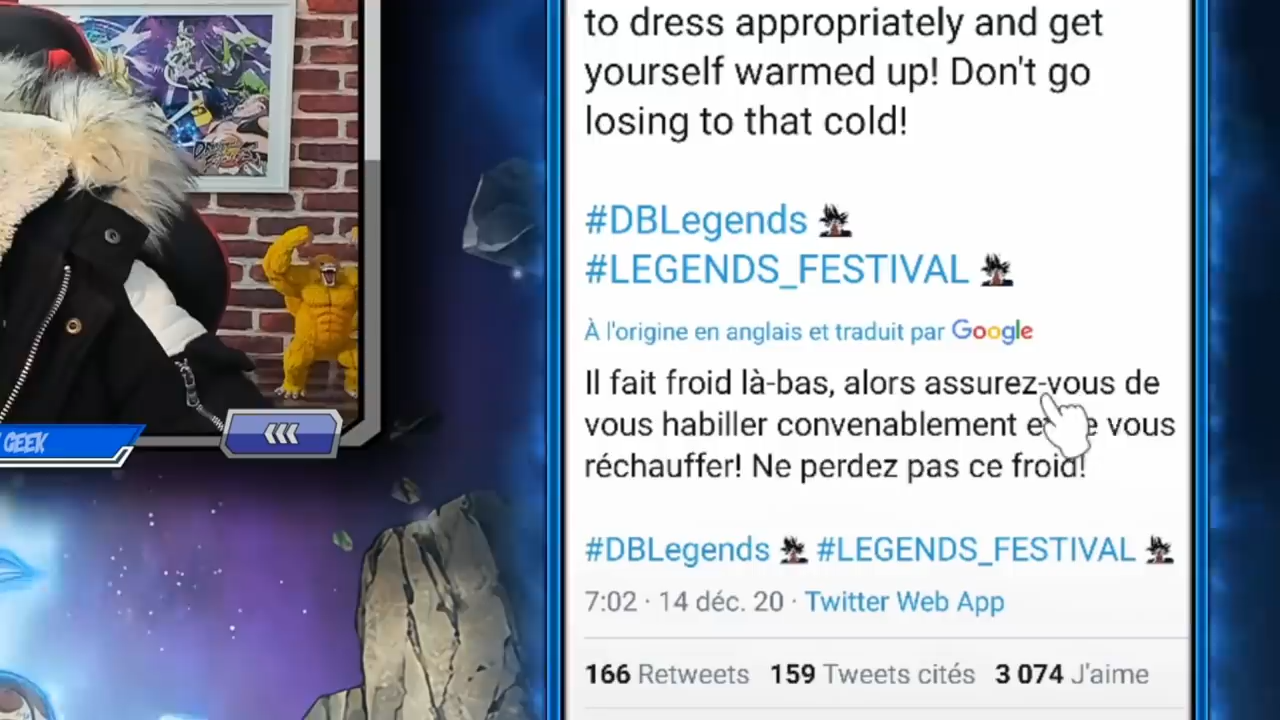 to dress appropriately and get
yourself warmed up! Don't go
losing to that cold!
#DBLegends
#LEGENDS_FESTIVAL
À l'origine en anglais et traduit par Google
Il fait froid là-bas, alors assurez-vous de
vous habiller convenablement vous
réchauffer! Ne perdez pas ce froid!
#DBLegends #LEGENDS_FESTIVAL
7:02 · 14 déc. 20 · Twitter Web App
166 Retweets 159 Tweets cités 3 074 J'aime
GEEK